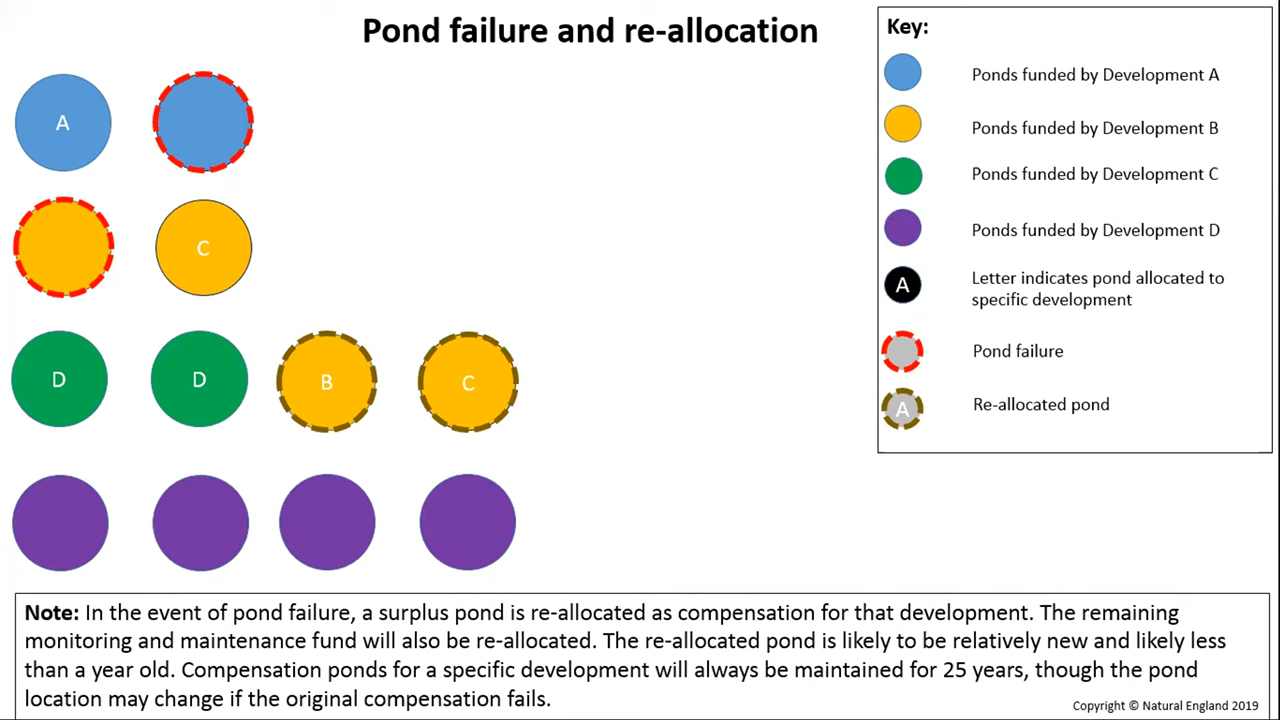 Pond failure and re-allocation
Key:
Ponds funded by Development A
Ponds funded by Development B
Ponds funded by Development C
Ponds funded by Development D
A
Letter indicates pond allocated to
specific development
Pond failure
A
Re-allocated pond
A
C
D
D
B
C
Note: In the event of pond failure, a surplus pond is re-allocated as compensation for that development. The remaining
monitoring and maintenance fund will also be re-allocated. The re-allocated pond is likely to be relatively new and likely less
than a year old. Compensation ponds for a specific development will always be maintained for 25 years, though the pond
location may change if the original compensation fails.
Copyright © Natural England 2019